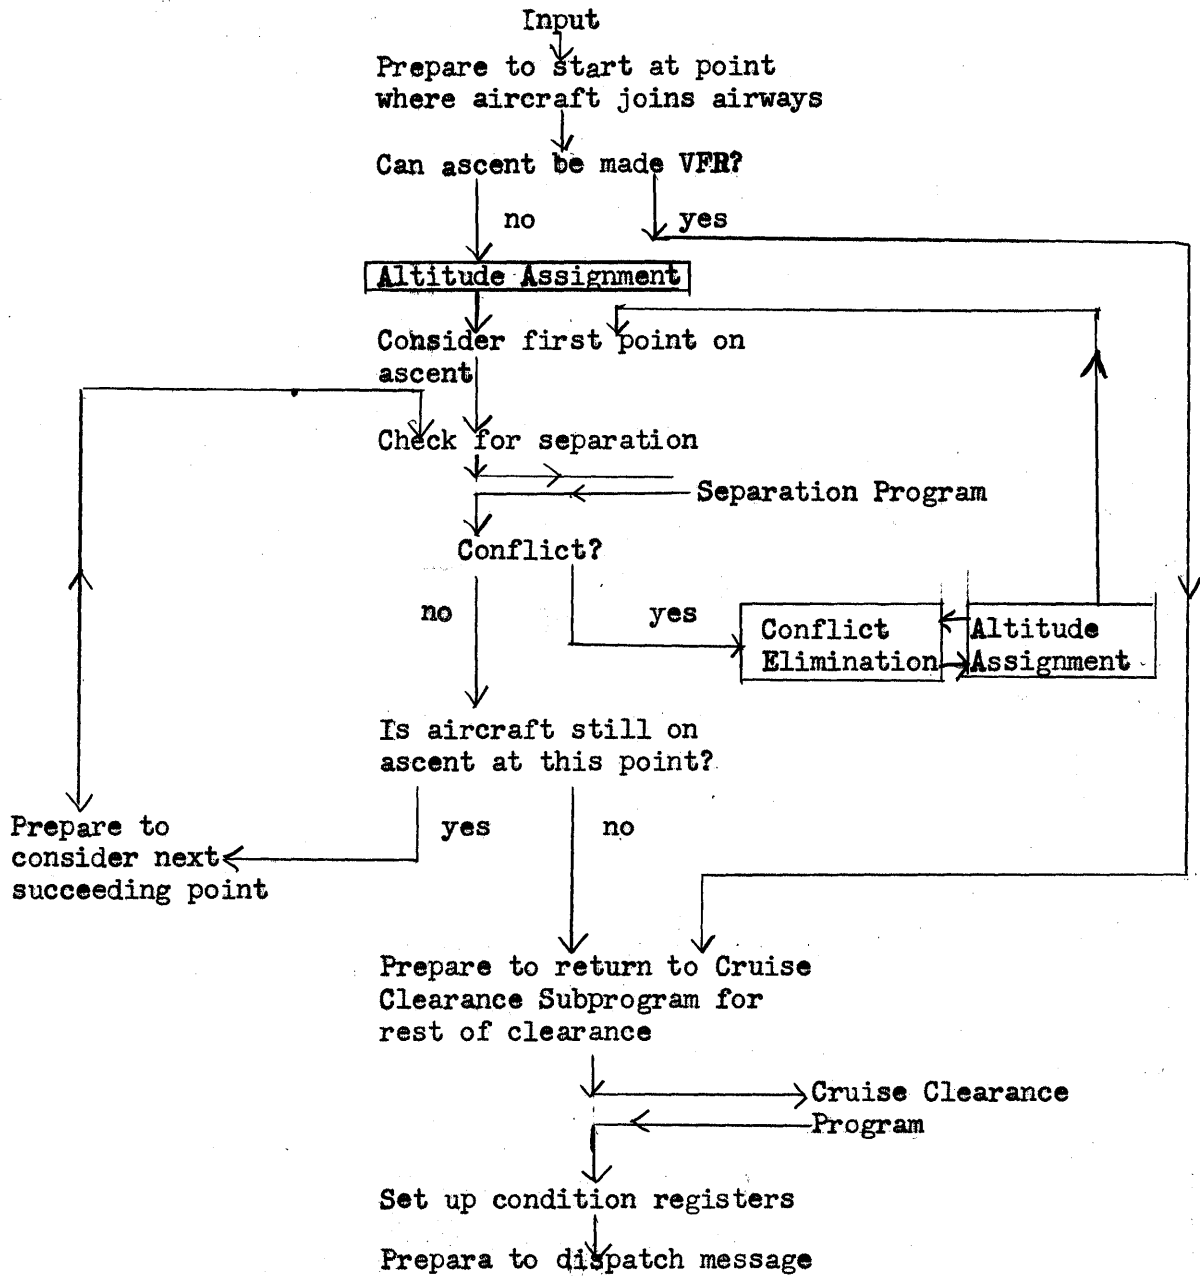 Input
Prepare to start at point
where aircraft joins airways
Can ascent be made VFR?
no
yes
Altitude Assignment
Consider first point on
ascent
Check for separation
Separation Program
Conflict?
no
yes
Conflict
Elimination
Altitude
Assignment
Is aircraft still on
ascent at this point?
yes
no
Prepare to
consider next
succeeding point
Prepare to return to Cruise
Clearance Subprogram for
rest of clearance
Cruise Clearance
Program
Set up condition registers
Prepara to dispatch message